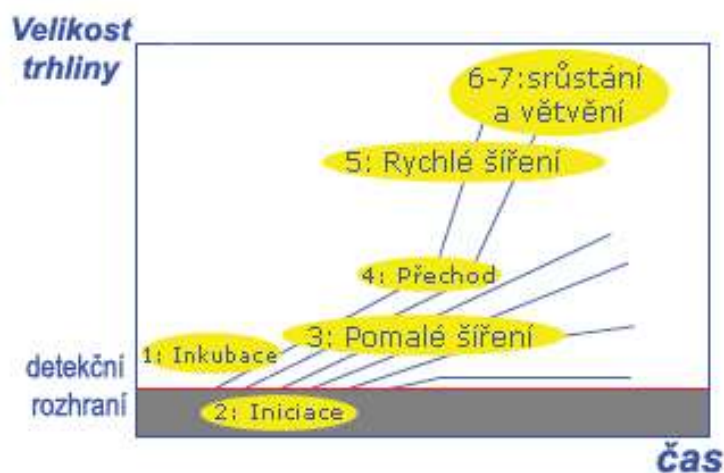 Velikost
trhliny
6-7:srůstání
a větvění
5: Rychlé šíření
4: Přechod
3: Pomalé šíření
1: Inkubace
detekční
rozhraní
2: Iniciace
čas